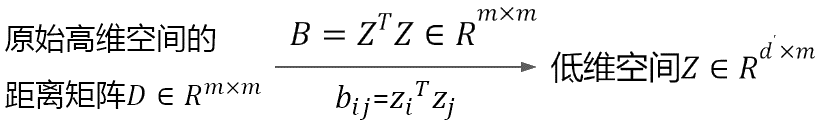 原始高维空间的
距离矩阵D ∈ R^{m×m}
B = Z^T Z ∈ R^{m×m}
b_{ij}=z_i^T z_j
低维空间Z ∈ R^{d^'×m}